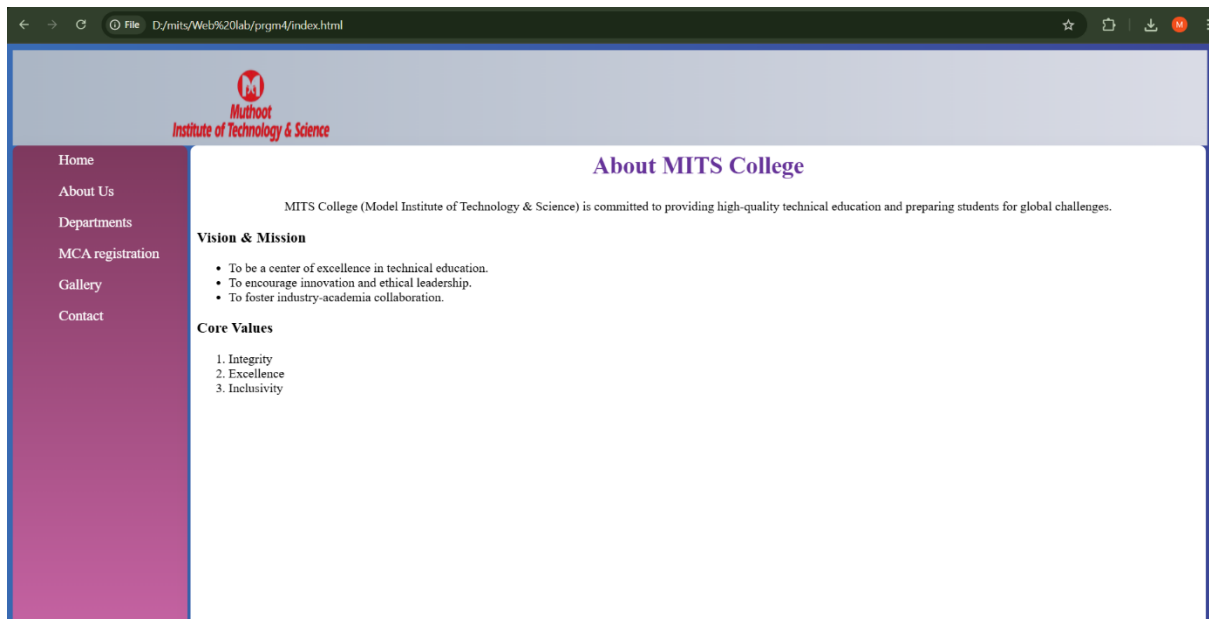 File D:/mits/Web%20lab/prgm4/index.html
M
Muthoot
Institute of Technology & Science
Home
About Us
Departments
MCA registration
Gallery
Contact
About MITS College
MITS College (Model Institute of Technology & Science) is committed to providing high-quality technical education and preparing students for global challenges.
Vision & Mission
• To be a center of excellence in technical education.
• To encourage innovation and ethical leadership.
• To foster industry-academia collaboration.
Core Values
1. Integrity
2. Excellence
3. Inclusivity